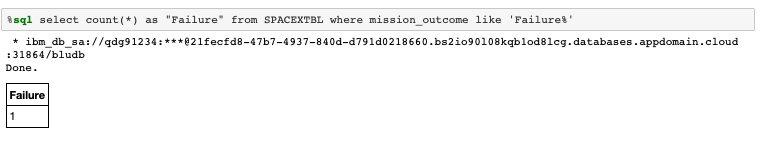 %sql select count(*) as "Failure" from SPACEXTBL where mission_outcome like 'Failure%'
* ibm_db_sa://qdg91234:***@21fecfd8-47b7-4937-840d-d791d0218660.bs2io90l08kqb1od8lcg.databases.appdomain.cloud
:31864/bludb
Done.
Failure
1